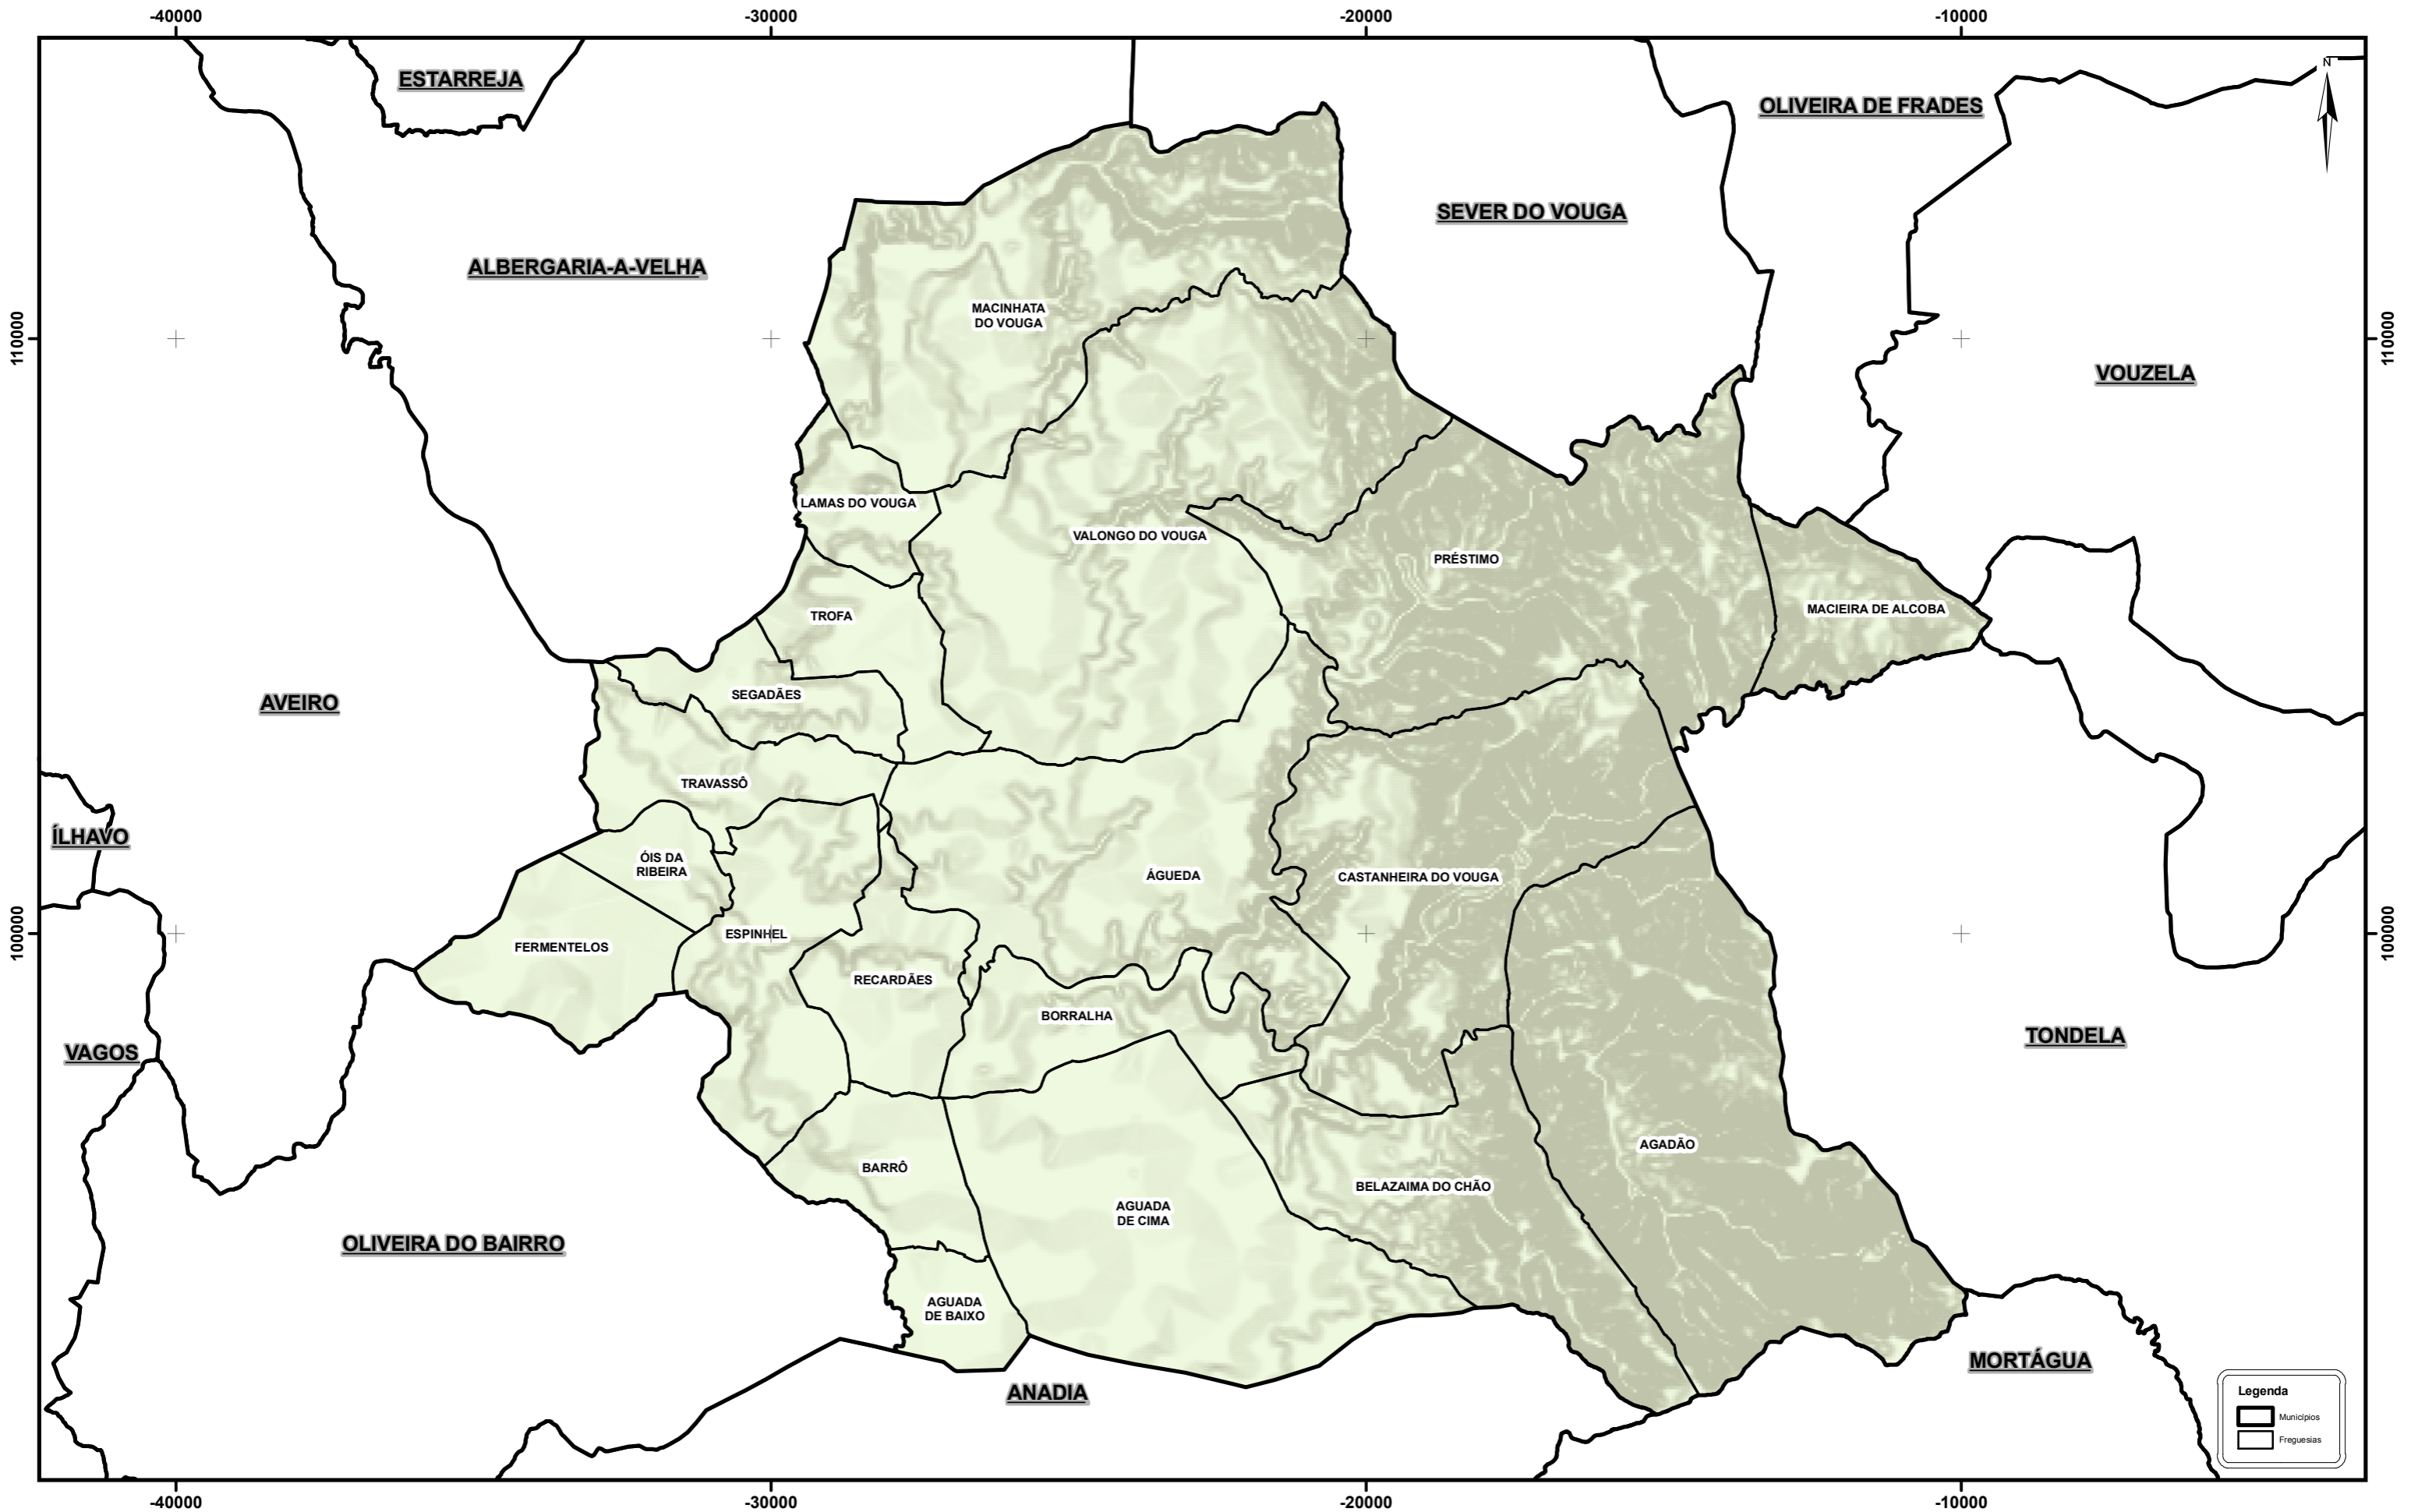 -40000
-30000
-20000
-10000
ESTARREJA
N
OLIVEIRA DE FRADES
SEVER DO VOUGA
ALBERGARIA-A-VELHA
MACINHATA
DO VOUGA
110000
110000
VOUZELA
LAMAS DO VOUGA
VALONGO DO VOUGA
PRÉSTIMO
MACIEIRA DE ALCOBA
TROFA
SEGADÃES
AVEIRO
TRAVASSÔ
ÍLHAVO
ÓIS DA
RIBEIRA
ÁGUEDA
CASTANHEIRA DO VOUGA
100000
FERMENTELOS
ESPINHEL
100000
RECARDÃES
BORRALHA
VAGOS
TONDELA
AGADÃO
BARRÔ
BELAZAIMA DO CHÃO
AGUADA
DE CIMA
OLIVEIRA DO BAIRRO
AGUADA
DE BAIXO
MORTÁGUA
ANADIA
Legenda
Municípios
Freguesias
-40000
-30000
-20000
-10000